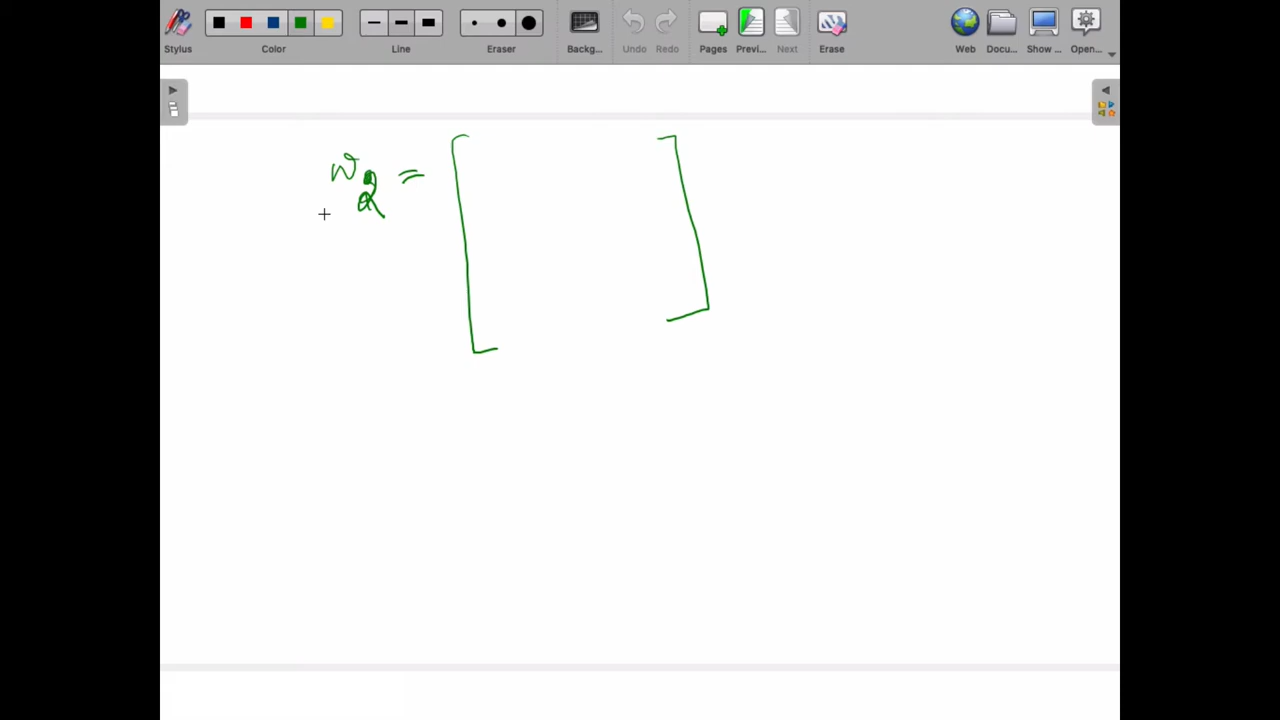 Stylus
Color
Line
Eraser
Backg...
Undo
Redo
Pages
Previ...
Next
Erase
Web
Docu...
Show ...
Open...
W =